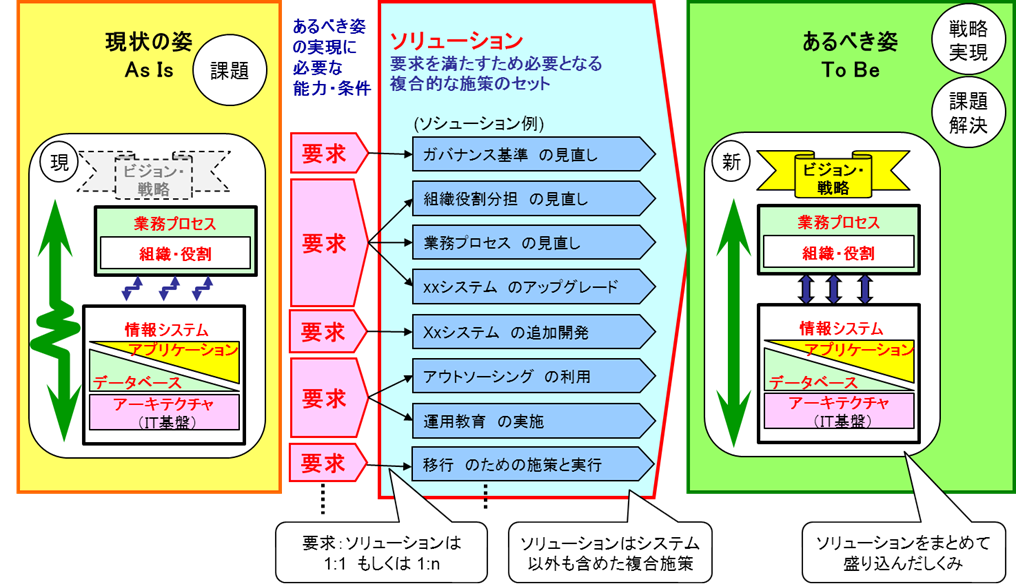 現状の姿
As Is
課題
現
ビジョン・
戦略
業務プロセス
組織・役割
情報システム
アプリケーション
データベース
アーキテクチャ
(IT基盤)
あるべき姿
の実現に
必要な
能力・条件
要求
要求
要求
要求
要求
ソリューション
要求を満たすため必要となる
複合的な施策のセット
(ソシューション例)
ガバナンス基準 の見直し
組織役割分担 の見直し
業務プロセス の見直し
xxシステム のアップグレード
Xxシステム の追加開発
アウトソーシング の利用
運用教育 の実施
移行 のための施策と実行
要求:ソリューションは
1:1 もしくは 1:n
ソリューションはシステム
以外も含めた複合施策
あるべき姿
To Be
戦略
実現
課題
解決
新
ビジョン・
戦略
業務プロセス
組織・役割
情報システム
アプリケーション
データベース
アーキテクチャ
(IT基盤)
ソリューションをまとめて
盛り込んだしくみ